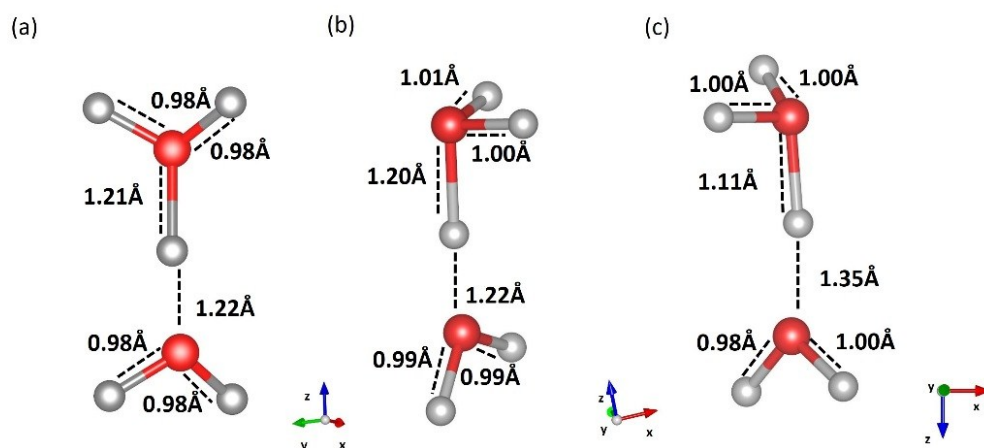 (a)
0.98Å
0.98Å
1.21Å
1.22Å
0.98Å
0.98Å
z
y
x
(b)
1.01Å
1.00Å
1.20Å
1.22Å
0.99Å
0.99Å
z
y
x
(c)
1.00Å
1.00Å
1.11Å
1.35Å
0.98Å
1.00Å
y
x
z